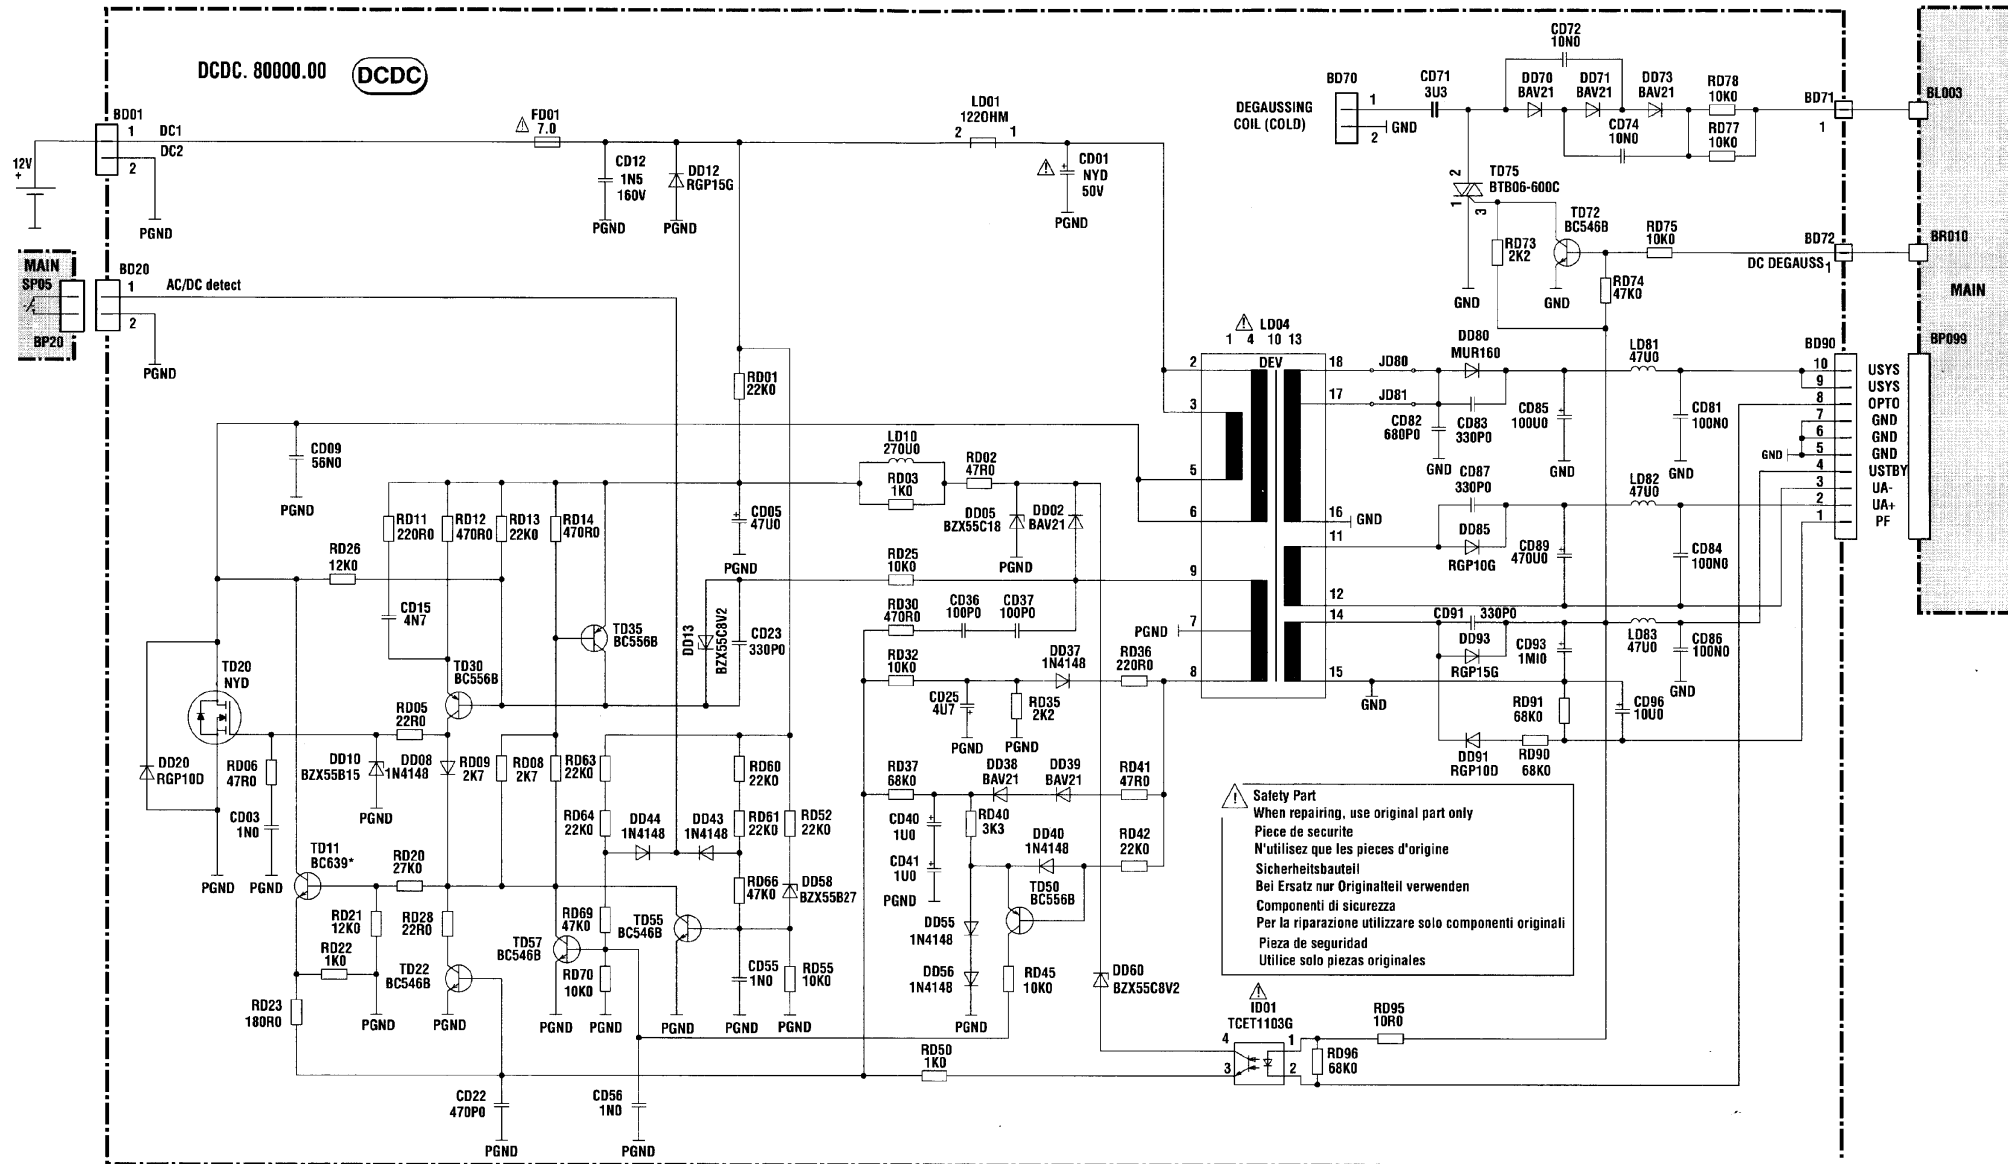 DCDC. 80000.00
DCDC
BD01
1
DC1
DC2
2
12V
+
PGND
FD01
7.0
CD12
1N5
160V
PGND
DD12
RGP15G
PGND
LD01
122OHM
2
1
CD01
NYD
50V
PGND
DEGAUSSING
COIL (COLD)
BD70
1
2
GND
CD71
3U3
CD72
10N0
DD70
BAV21
DD71
BAV21
DD73
BAV21
CD74
10N0
RD78
10K0
RD77
10K0
BD71
1
BL003
TD75
BTB06-600C
2
1
3
TD72
BC546B
RD73
2K2
RD75
10K0
RD74
47K0
GND
GND
BD72
DC DEGAUSS
1
BR010
MAIN
BP099
MAIN
SP05
BP20
BD20
1
2
AC/DC detect
PGND
RD01
22K0
LD04
1 4 10 13
DEV
2
3
5
6
9
7
8
18
17
16
11
12
14
15
PGND
GND
GND
JD80
JD81
DD80
MUR160
CD82
680P0
CD83
330P0
GND
CD85
100U0
GND
LD81
47U0
CD81
100N0
GND
BD90
10
9
8
7
6
5
4
3
2
1
USYS
USYS
OPTO
GND
GND
GND
USTBY
UA-
UA+
PF
GND
CD87
330P0
DD85
RGP10G
CD89
470U0
LD82
47U0
CD84
100N0
CD91
330P0
DD93
RGP15G
CD93
1MI0
LD83
47U0
CD86
100N0
GND
RD91
68K0
CD96
10U0
DD91
RGP10D
RD90
68K0
CD09
56N0
PGND
RD11
220R0
RD12
470R0
RD13
22K0
RD14
470R0
CD05
47U0
PGND
LD10
270U0
RD03
1K0
RD02
47R0
DD05
BZX55C18
DD02
BAV21
PGND
RD26
12K0
RD25
10K0
CD15
4N7
TD35
BC556B
DD13
BZX55C8V2
CD23
330P0
RD30
470R0
CD36
100P0
CD37
100P0
TD20
NYD
TD30
BC556B
RD05
22R0
RD32
10K0
DD37
1N4148
RD36
220R0
CD25
4U7
RD35
2K2
PGND
PGND
DD20
RGP10D
RD06
47R0
DD10
BZX55B15
DD08
1N4148
RD09
2K7
RD08
2K7
RD63
22K0
RD60
22K0
CD03
1N0
PGND
PGND
PGND
RD64
22K0
DD44
1N4148
DD43
1N4148
RD61
22K0
RD52
22K0
RD37
68K0
DD38
BAV21
DD39
BAV21
RD41
47R0
CD40
1U0
RD40
3K3
CD41
1U0
PGND
DD40
1N4148
RD42
22K0
TD50
BC556B
TD11
BC639*
RD20
27K0
RD21
12K0
RD28
22R0
RD22
1K0
TD22
BC546B
RD23
180R0
PGND
PGND
RD69
47K0
TD55
BC546B
TD57
BC546B
RD70
10K0
RD66
47K0
DD58
BZX55B27
CD55
1N0
RD55
10K0
PGND
PGND
PGND
PGND
PGND
DD55
1N4148
DD56
1N4148
PGND
RD45
10K0
DD60
BZX55C8V2
RD50
1K0
CD22
470P0
PGND
CD56
1N0
PGND
ID01
TCET1103G
4
3
1
2
RD95
10R0
RD96
68K0
Safety Part
When repairing, use original part only
Piece de securite
N'utilisez que les pieces d'origine
Sicherheitsbauteil
Bei Ersatz nur Originalteil verwenden
Componenti di sicurezza
Per la riparazione utilizzare solo componenti originali
Pieza de seguridad
Utilice solo piezas originales